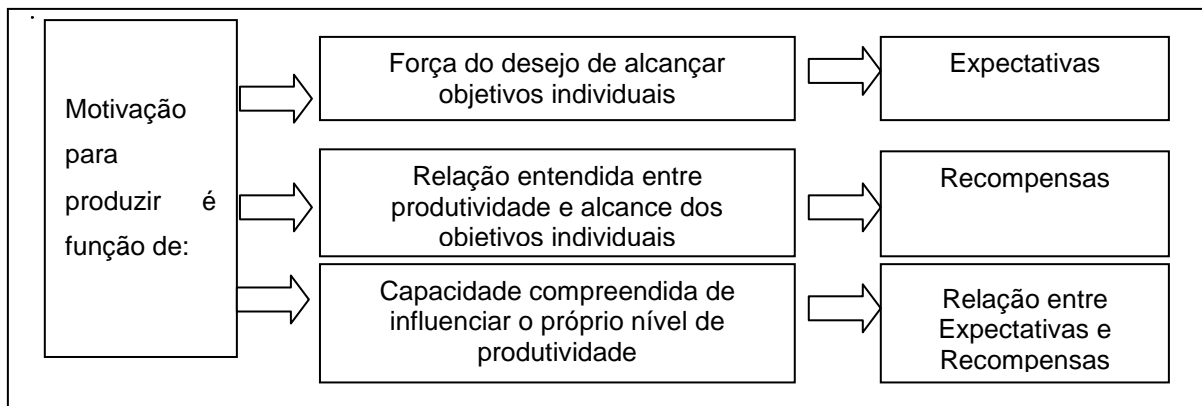 Motivação
para
produzir é
função de:
Força do desejo de alcançar
objetivos individuais
Expectativas
Relação entendida entre
produtividade e alcance dos
objetivos individuais
Recompensas
Capacidade compreendida de
influenciar o próprio nível de
produtividade
Relação entre
Expectativas e
Recompensas